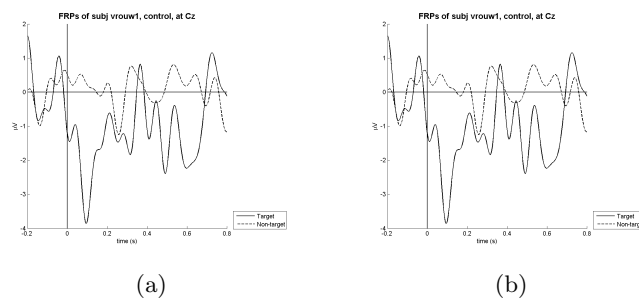 FRPs of subj vrouw1, control, at Cz
2
1
0
-1
-2
-3
-4
µV
-0.2 0 0.2 0.4 0.6 0.8
time (s)
Target
Non-target
(a)
FRPs of subj vrouw1, control, at Cz
2
1
0
-1
-2
-3
-4
µV
-0.2 0 0.2 0.4 0.6 0.8
time (s)
Target
Non-targe
(b)